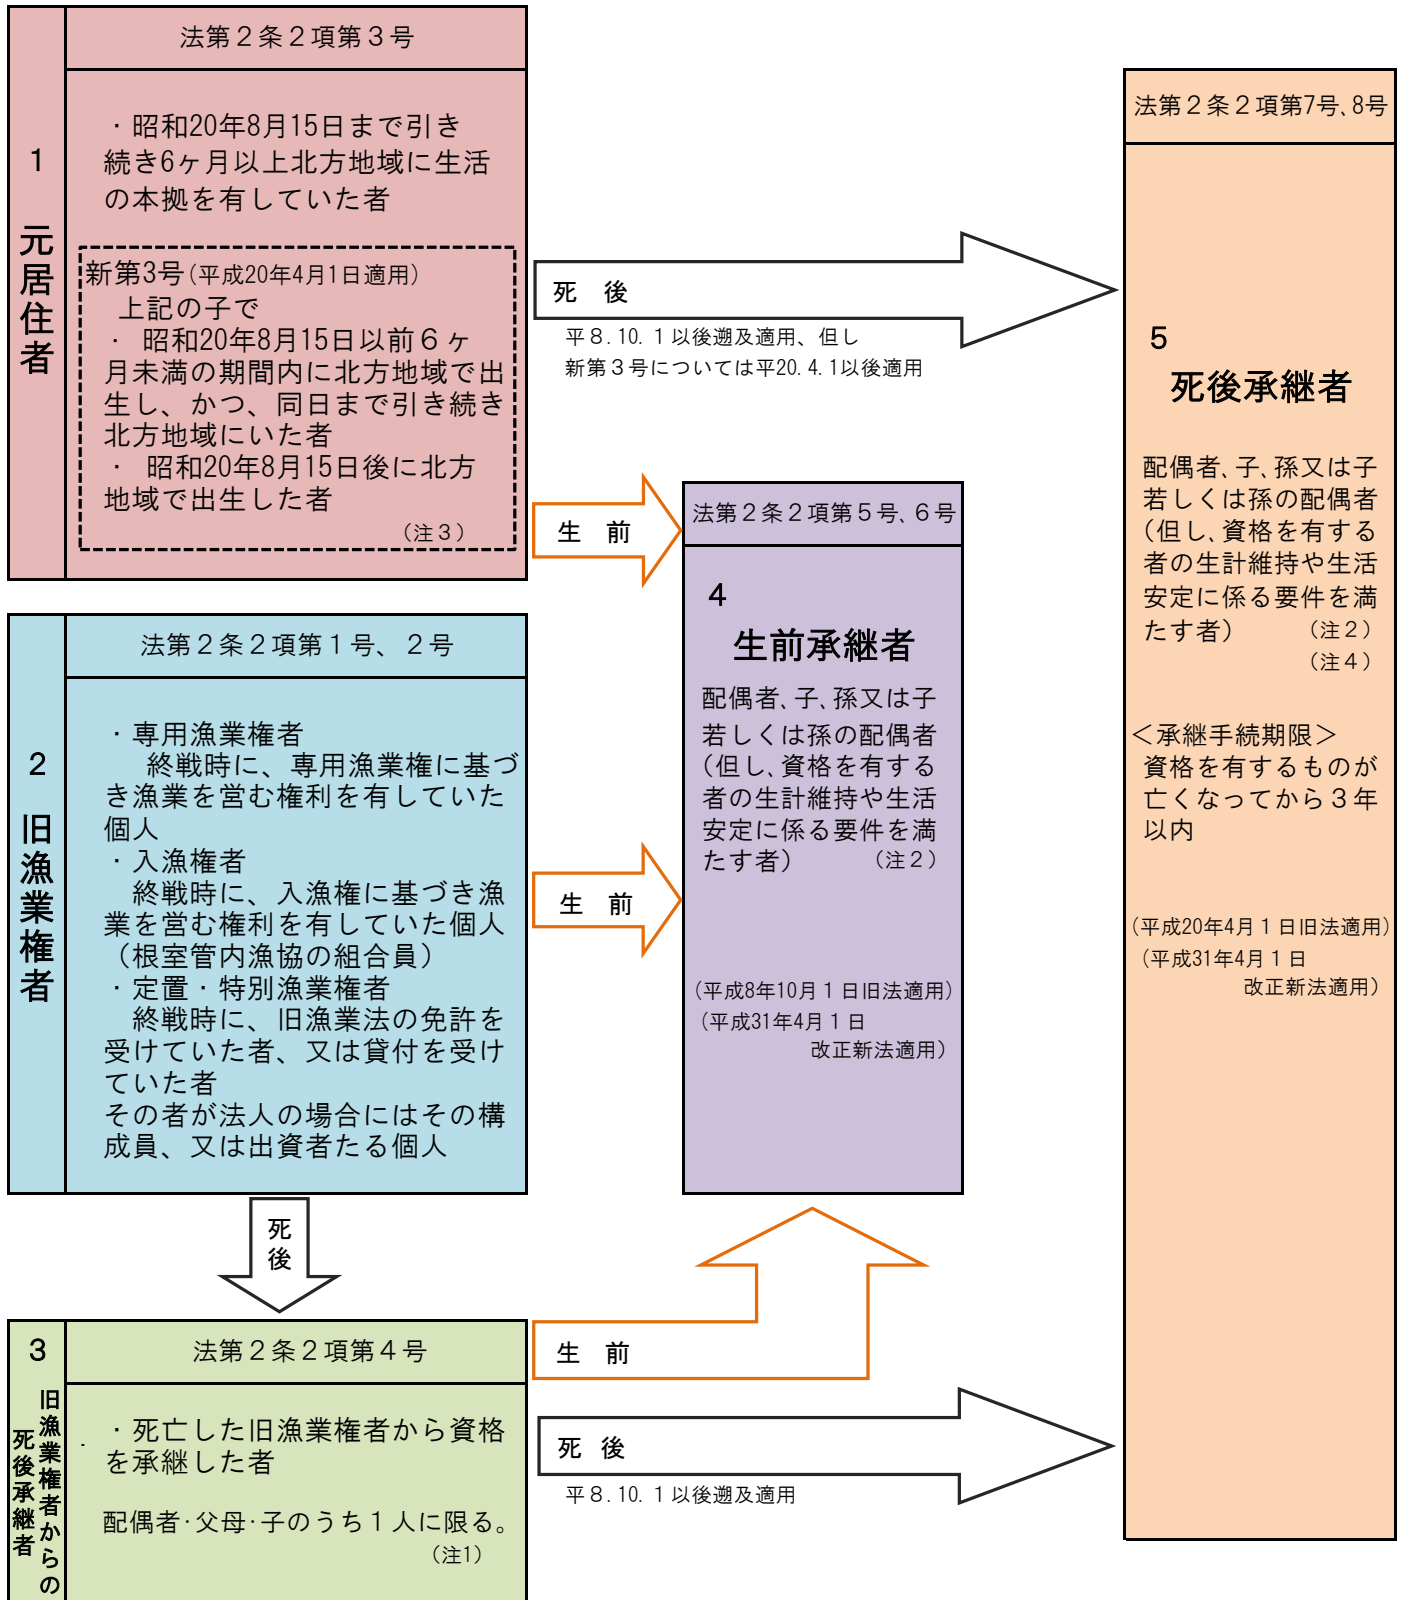 1 元居住者
法第２条２項第３号
・昭和20年8月15日まで引き
続き6ヶ月以上北方地域に生活
の本拠を有していた者
新第3号(平成20年4月1日適用)
上記の子で
・ 昭和20年8月15日以前６ヶ
月未満の期間内に北方地域で出
生し、かつ、同日まで引き続き
北方地域にいた者
・ 昭和20年8月15日後に北方
地域で出生した者
（注３）
死 後
平８.10.１以後遡及適用、但し
新第３号については平20.4.1以後適用
生 前
2 旧漁業権者
法第２条２項第１号、２号
・専用漁業権者
終戦時に、専用漁業権に基づ
き漁業を営む権利を有していた
個人
・入漁権者
終戦時に、入漁権に基づき漁
業を営む権利を有していた個人
（根室管内漁協の組合員）
・定置・特別漁業権者
終戦時に、旧漁業法の免許を
受けていた者、又は貸付を受け
ていた者
その者が法人の場合にはその構
成員、又は出資者たる個人
生 前
死後
3 旧漁業権者からの
死後承継者
法第２条２項第４号
・死亡した旧漁業権者から資格
を承継した者
配偶者・父母・子のうち１人に限る。
（注1）
生 前
死 後
平８.10.１以後遡及適用
法第２条２項第５号、６号
4
生前承継者
配偶者、子、孫又は子
若しくは孫の配偶者
（但し、資格を有する
者の生計維持や生活
安定に係る要件を満
たす者） （注２）
（平成8年10月１日旧法適用）
（平成31年4月１日
改正新法適用）
法第２条２項第7号、8号
5
死後承継者
配偶者、子、孫又は子
若しくは孫の配偶者
（但し、資格を有する
者の生計維持や生活
安定に係る要件を満
たす者） （注２）
（注４）
＜承継手続期限＞
資格を有するものが
亡くなってから３年
以内
（平成20年4月１日旧法適用）
（平成31年4月１日
改正新法適用）